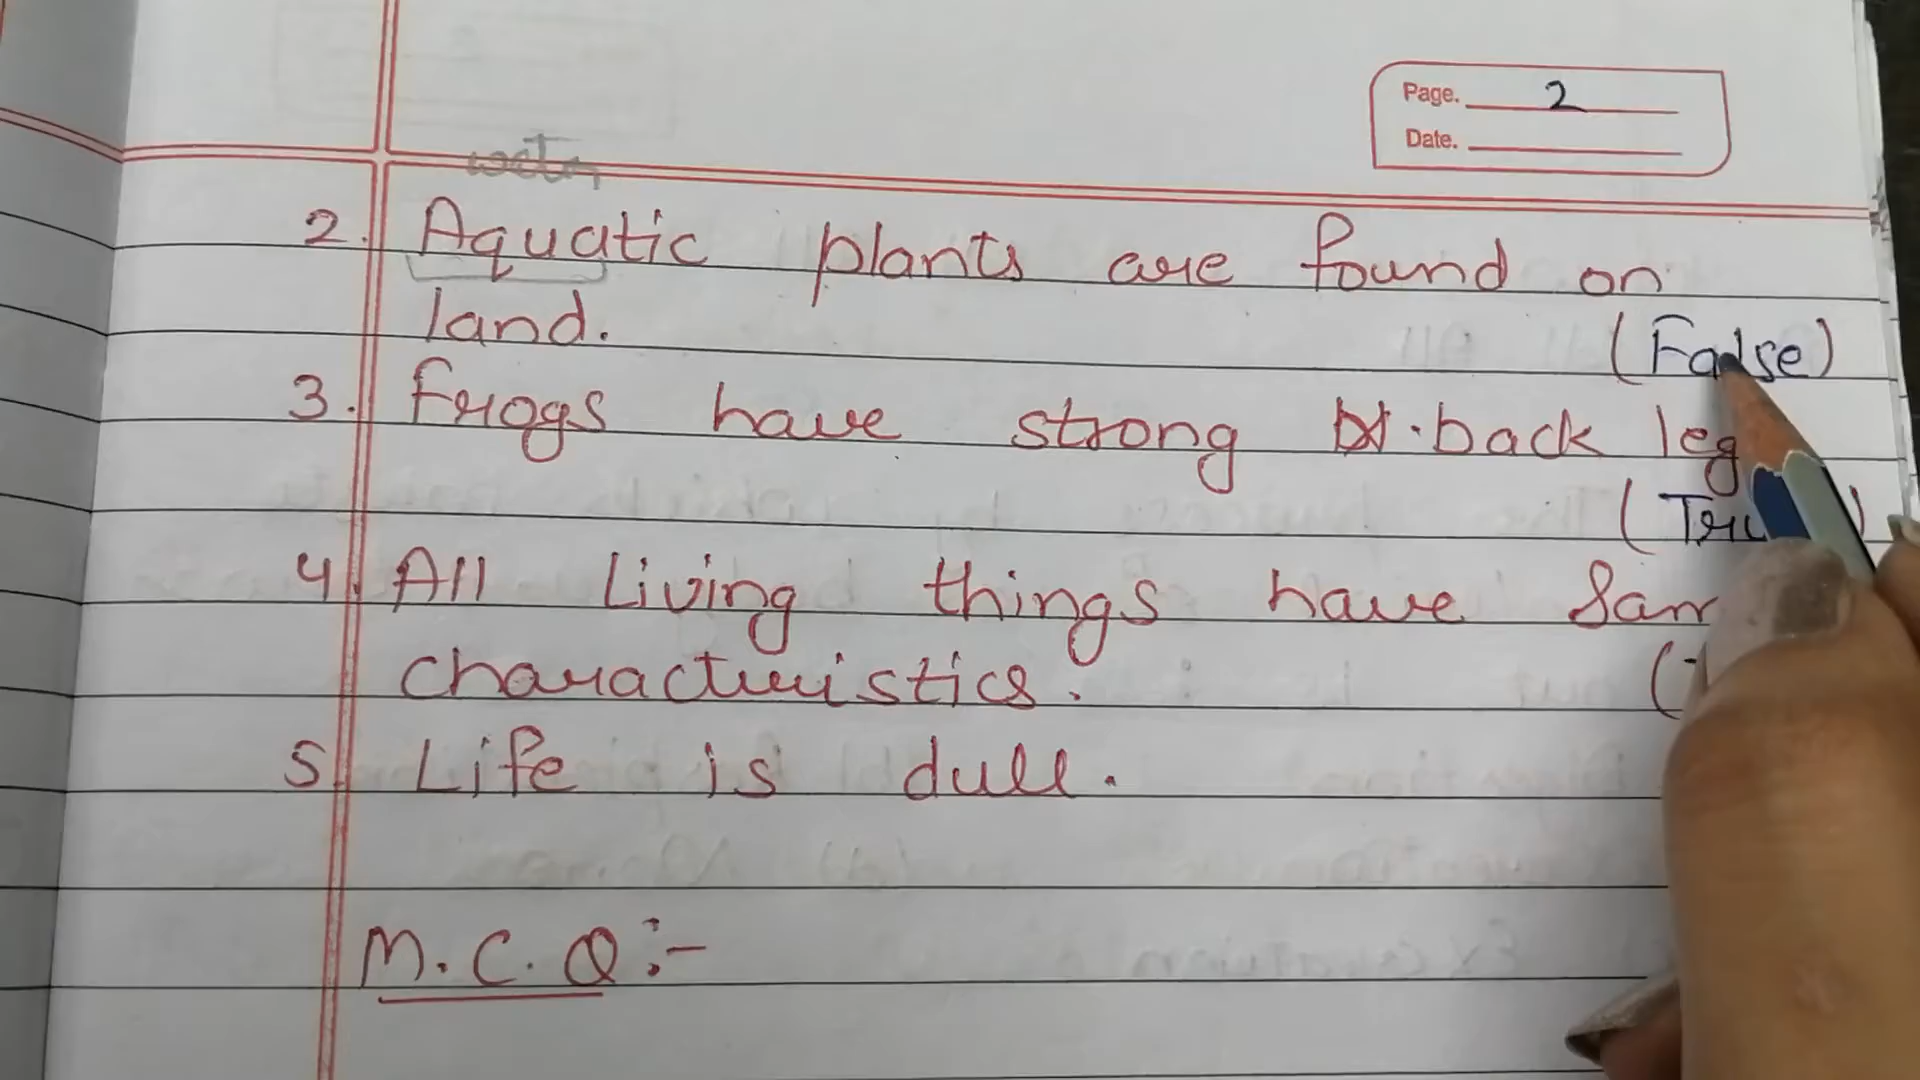 Page. 2
Date.
2. Aquatic plants are found on
land.
(False)
3. Frogs have strong back leg
4. All Living things have
characteristics.
5. Life is dull.
M.C.Q:-